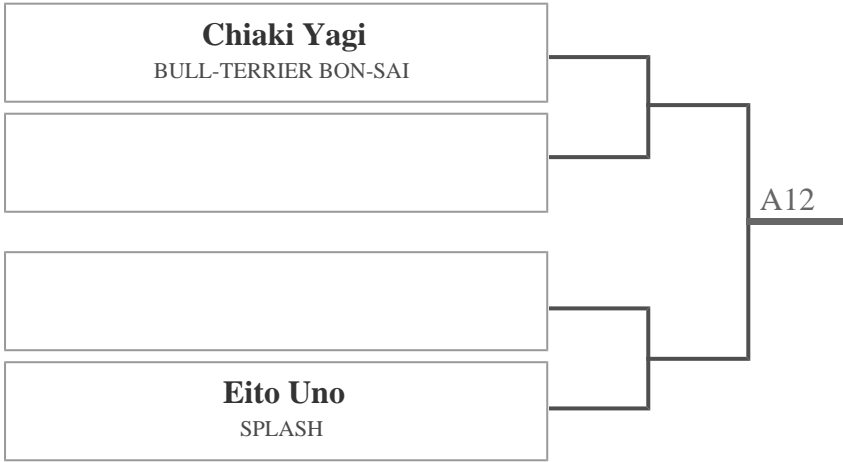 Chiaki Yagi
BULL-TERRIER BON-SAI
A12
Eito Uno
SPLASH